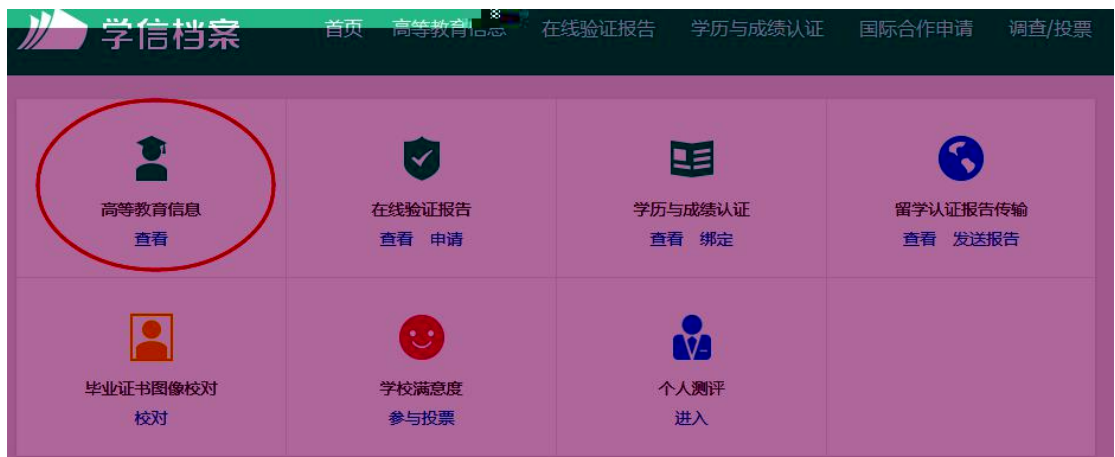 学信档案 首页 高等教育信息 在线验证报告 学历与成绩认证 国际合作申请 调查/投票
高等教育信息 在线验证报告 学历与成绩认证 留学认证报告传输
查看 查看 申请 查看 绑定 查看 发送报告
毕业证书图像校对 学校满意度 个人测评
校对 参与投票 进入